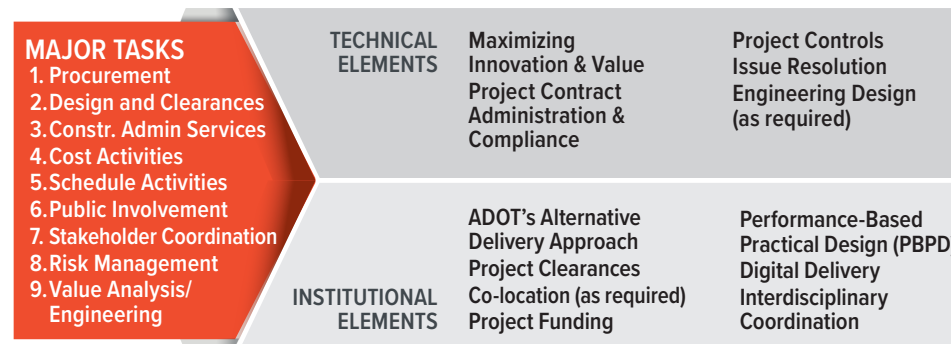 MAJOR TASKS
1. Procurement
2. Design and Clearances
3. Constr. Admin Services
4. Cost Activities
5. Schedule Activities
6. Public Involvement
7. Stakeholder Coordination
8. Risk Management
9. Value Analysis/
Engineering
TECHNICAL
ELEMENTS
Maximizing
Innovation & Value
Project Contract
Administration &
Compliance
Project Controls
Issue Resolution
Engineering Design
(as required)
INSTITUTIONAL
ELEMENTS
ADOT's Alternative
Delivery Approach
Project Clearances
Co-location (as required)
Project Funding
Performance-Based
Practical Design (PBPD
Digital Delivery
Interdisciplinary
Coordination